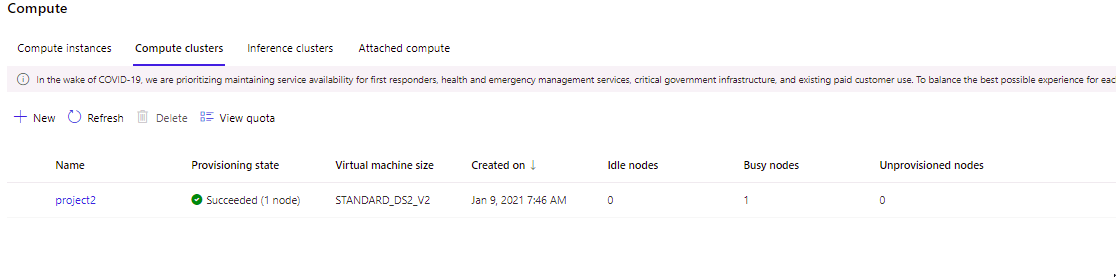 Compute
Compute instances Compute clusters Inference clusters Attached compute
In the wake of COVID-19, we are prioritizing maintaining service availability for first responders, health and emergency management services, critical government infrastructure, and existing paid customer use. To balance the best possible experience for eac
New Refresh Delete View quota
Name Provisioning state Virtual machine size Created on ↓ Idle nodes Busy nodes Unprovisioned nodes
project2 Succeeded (1 node) STANDARD_DS2_V2 Jan 9, 2021 7:46 AM 0 1 0